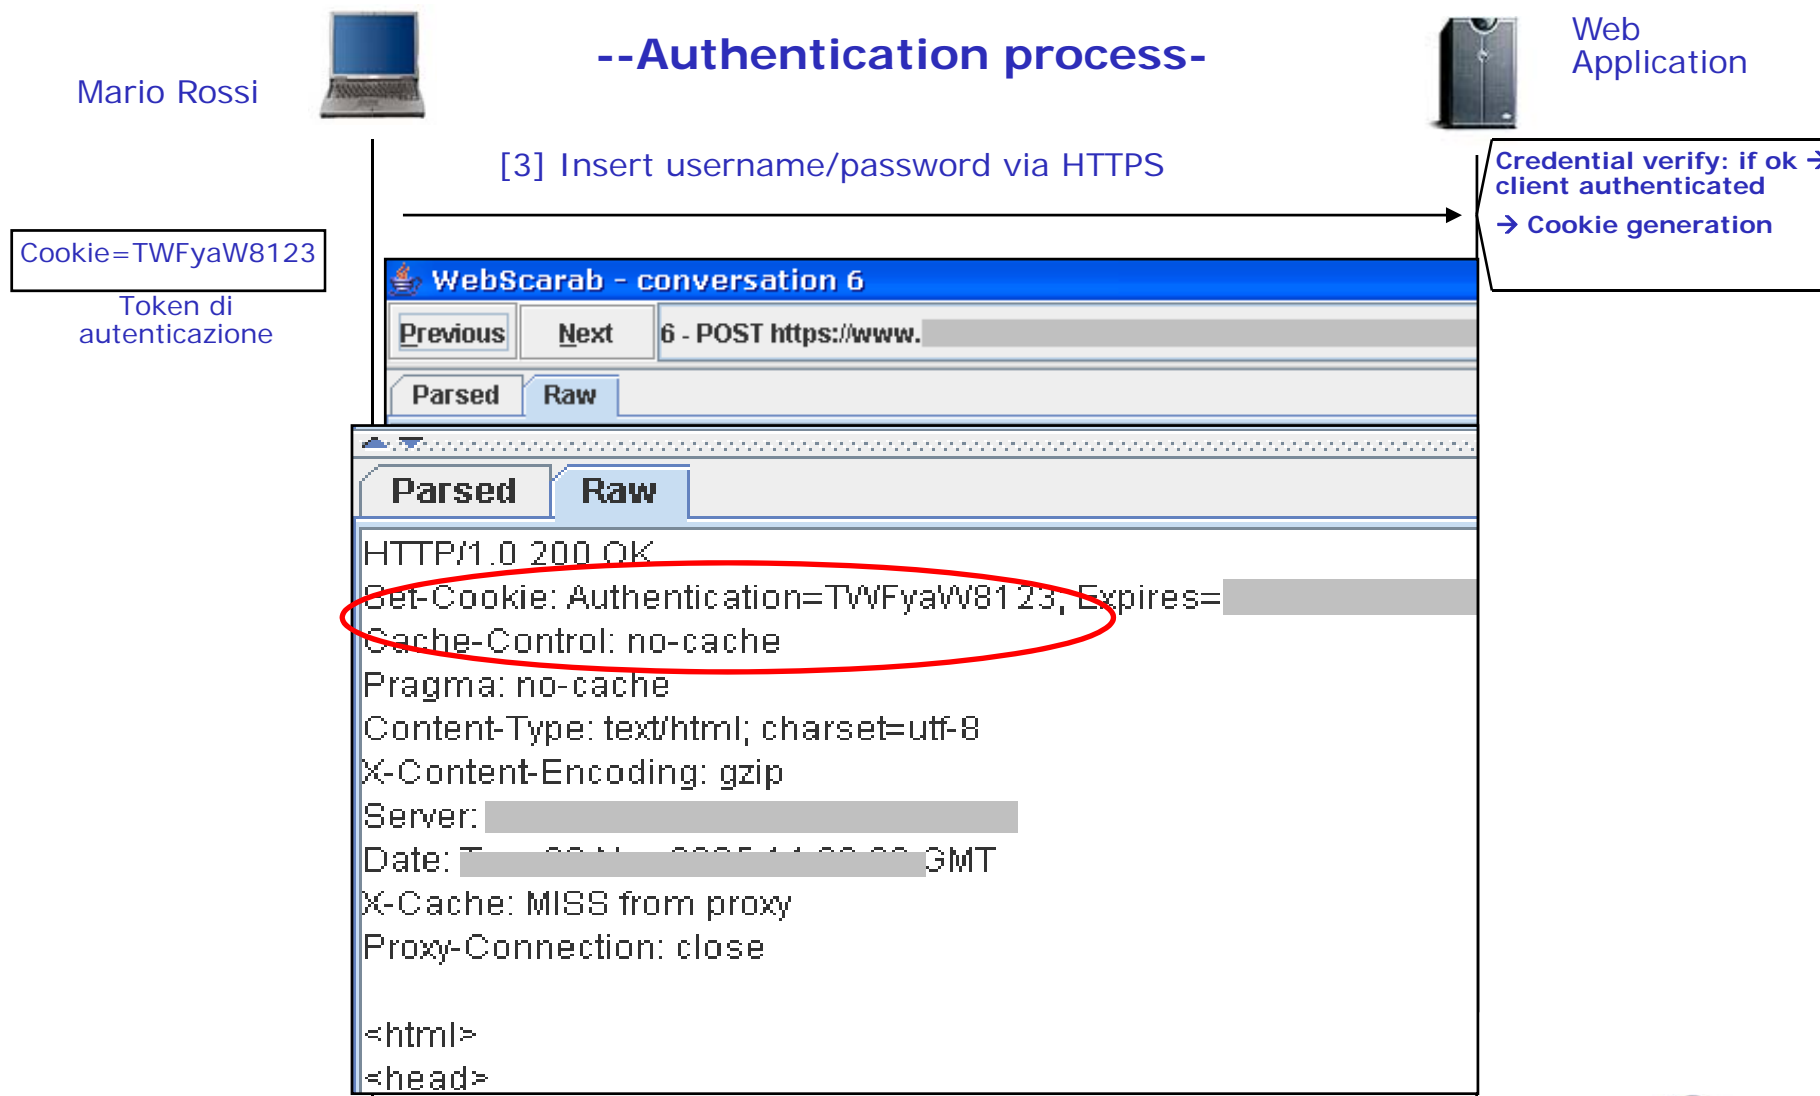 --Authentication process-
Mario Rossi
Web
Application
[3] Insert username/password via HTTPS
Credential verify: if ok →
client authenticated
→ Cookie generation
Cookie=TWFyaW8123
Token di
autenticazione
WebScarab - conversation 6
Previous Next 6 - POST https://www.
Parsed Raw
Parsed Raw
HTTP/1.0 200 OK
Set-Cookie: Authentication=TWFyaW8123, Expires=
Cache-Control: no-cache
Pragma: no-cache
Content-Type: text/html; charset=utf-8
X-Content-Encoding: gzip
Server:
Date: GMT
X-Cache: MISS from proxy
Proxy-Connection: close
<html>
<head>